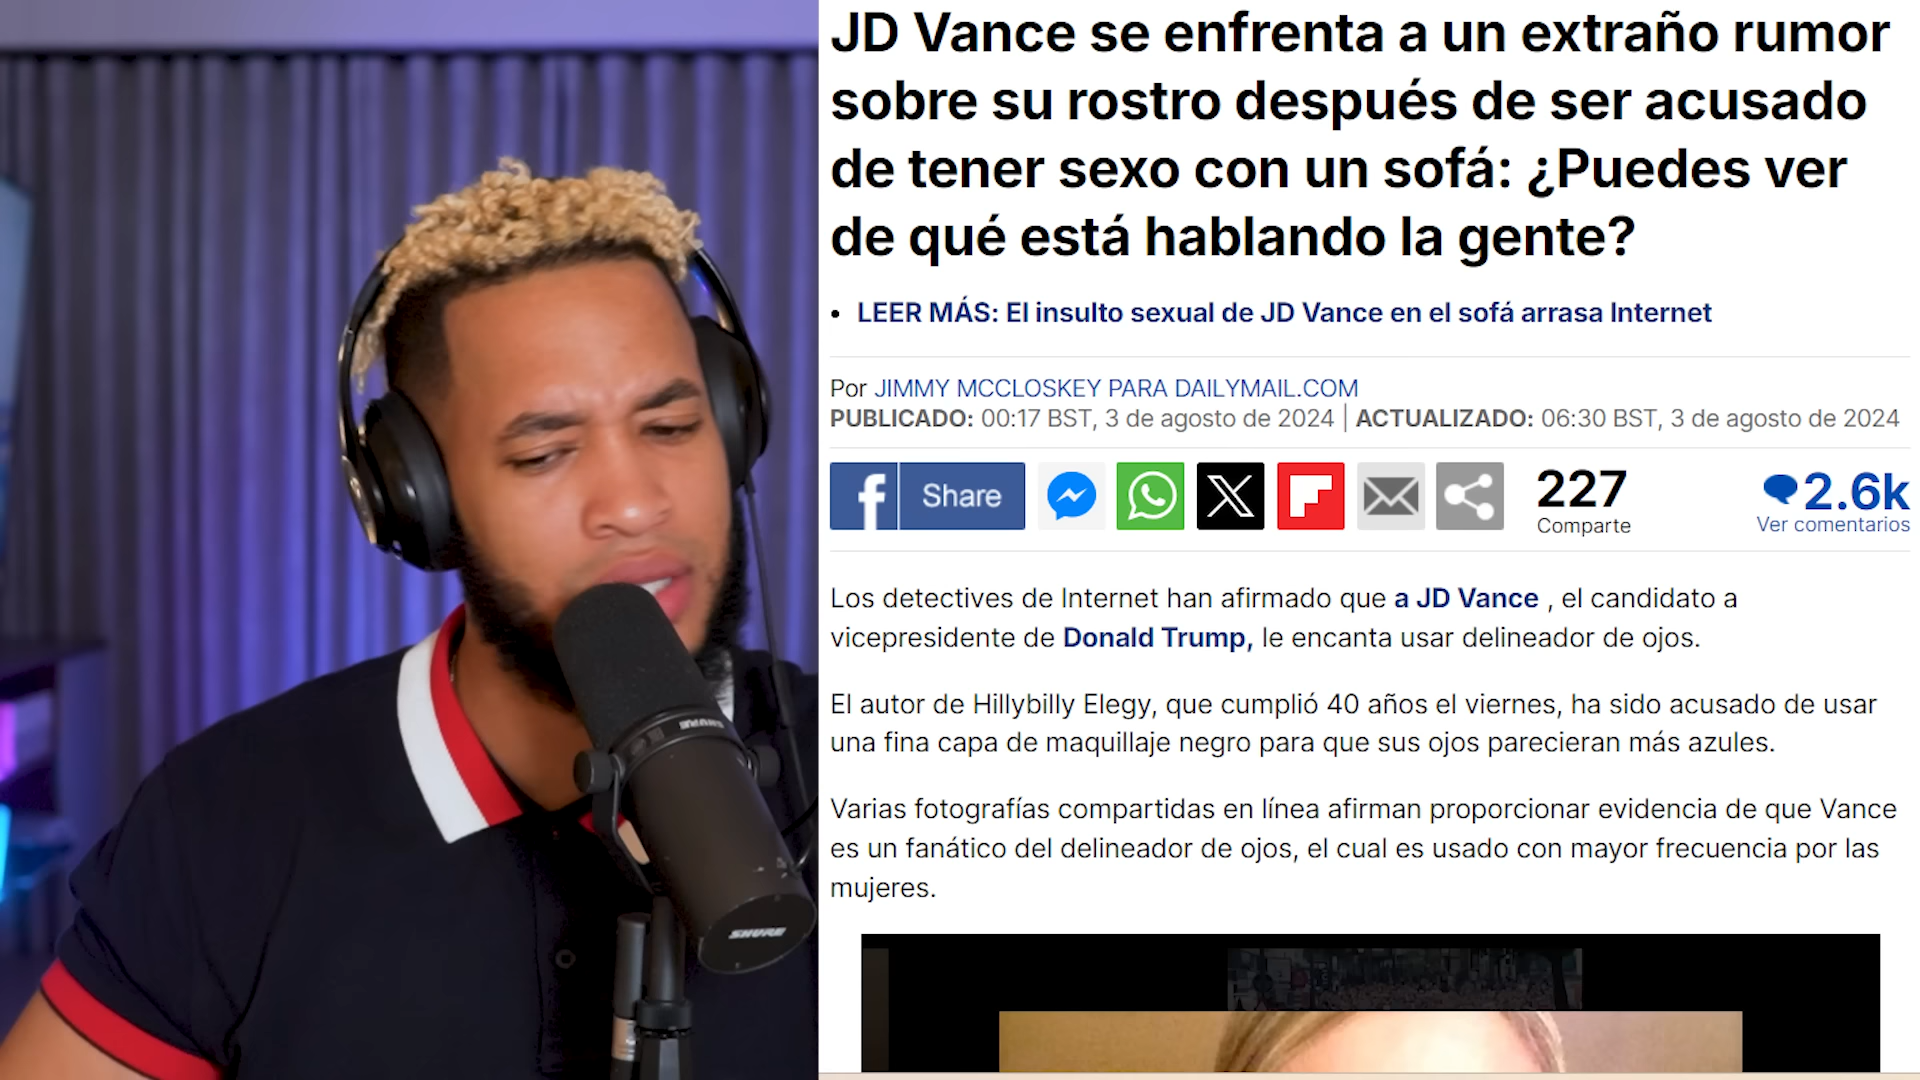 JD Vance se enfrenta a un extraño rumor
sobre su rostro después de ser acusado
de tener sexo con un sofá: ¿Puedes ver
de qué está hablando la gente?
• LEER MÁS: El insulto sexual de JD Vance en el sofá arrasa Internet
Por JIMMY MCCLOSKEY PARA DAILYMAIL.COM
PUBLICADO: 00:17 BST, 3 de agosto de 2024 | ACTUALIZADO: 06:30 BST, 3 de agosto de 2024
f Share
227
Comparte
2.6k
Ver comentarios
Los detectives de Internet han afirmado que a JD Vance , el candidato a
vicepresidente de Donald Trump, le encanta usar delineador de ojos.
El autor de Hillybilly Elegy, que cumplió 40 años el viernes, ha sido acusado de usar
una fina capa de maquillaje negro para que sus ojos parecieran más azules.
Varias fotografías compartidas en línea afirman proporcionar evidencia de que Vance
es un fanático del delineador de ojos, el cual es usado con mayor frecuencia por las
mujeres.
SHURE
SHURE